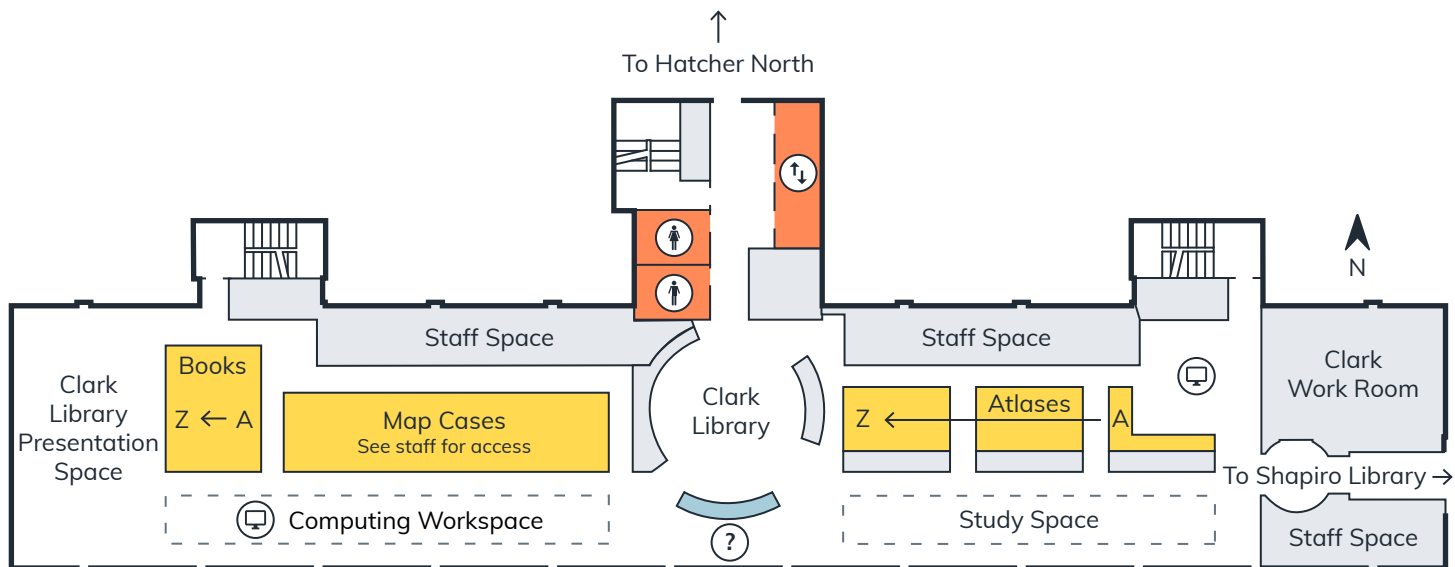 To Hatcher North
N
Staff Space
Staff Space
Books
Z
A
Clark
Library
Presentation
Space
Map Cases
See staff for access
Clark
Library
Z
Atlases
A
Clark
Work Room
To Shapiro Library
Computing Workspace
?
Study Space
Staff Space